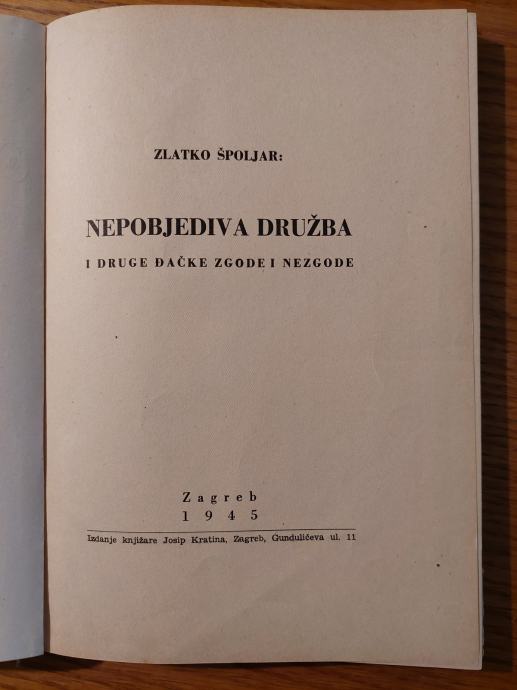 ZLATKO ŠPOLJAR:
NEPOBJEDIVA DRUŽBA
I DRUGE ĐAČKE ZGODE I NEZGODE
Zagreb
1945
Izdanje knjižare Josip Kratina, Zagreb, Gundulićeva ul. 11